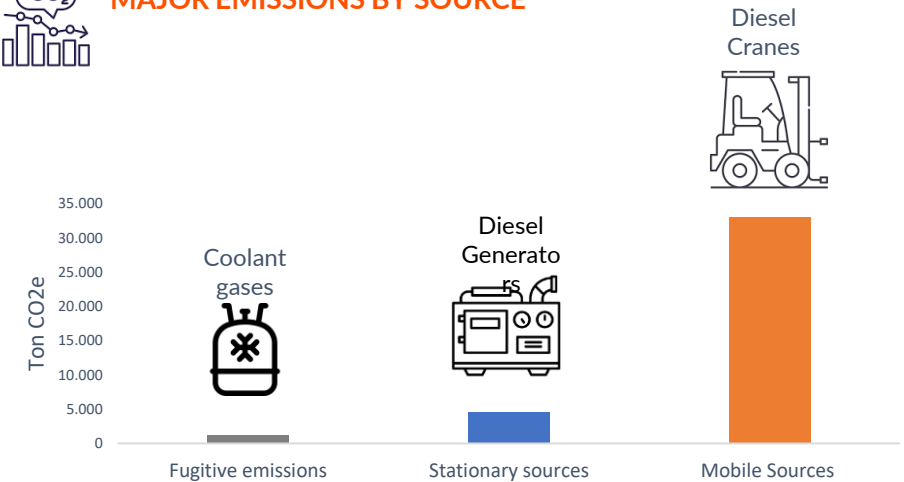 MAJOR EMISSIONS BY SOURCE
Diesel
Cranes
35.000
30.000
25.000
20.000
15.000
10.000
5.000
0
Ton CO2e
Coolant
gases
Diesel
Generato
rs
Fugitive emissions
Stationary sources
Mobile Sources